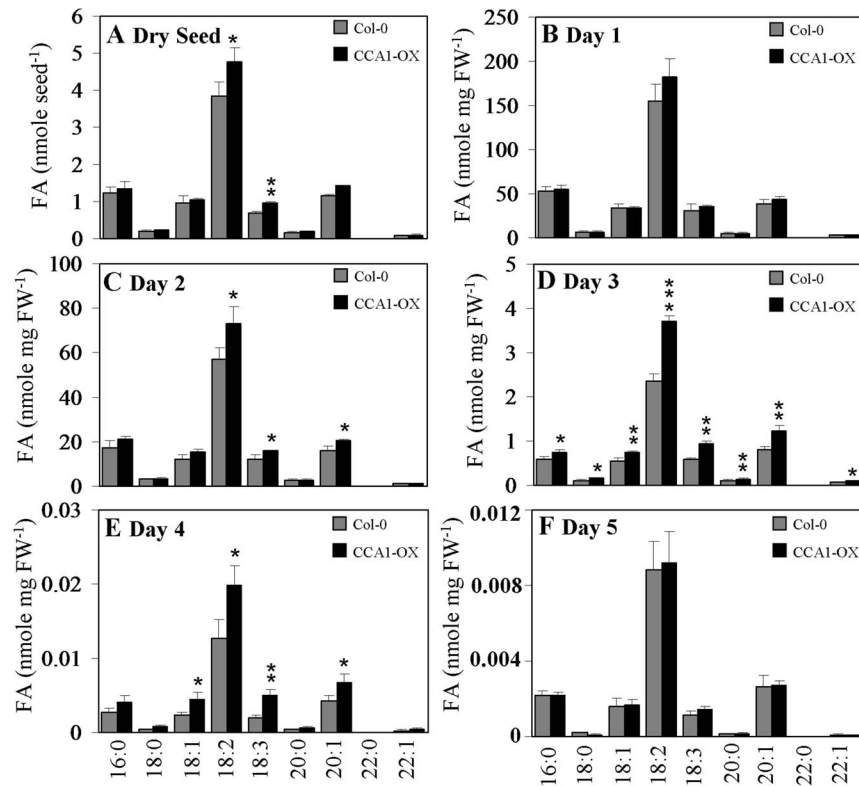 A Dry Seed
Col-0
CCA1-OX
FA (nmole seed⁻¹)
6
5
4
3
2
1
0
*
**
B Day 1
Col-0
CCA1-OX
FA (nmole mg FW⁻¹)
250
200
150
100
50
0
C Day 2
Col-0
CCA1-OX
FA (nmole mg FW⁻¹)
100
80
60
40
20
0
*
*
*
D Day 3
Col-0
CCA1-OX
FA (nmole mg FW⁻¹)
5
4
3
2
1
0
*
*
**
***
**
**
**
*
E Day 4
Col-0
CCA1-OX
FA (nmole mg FW⁻¹)
0.03
0.02
0.01
0
*
*
**
*
16:0
18:0
18:1
18:2
18:3
20:0
20:1
22:0
22:1
F Day 5
Col-0
CCA1-OX
FA (nmole mg FW⁻¹)
0.012
0.008
0.004
0
16:0
18:0
18:1
18:2
18:3
20:0
20:1
22:0
22:1